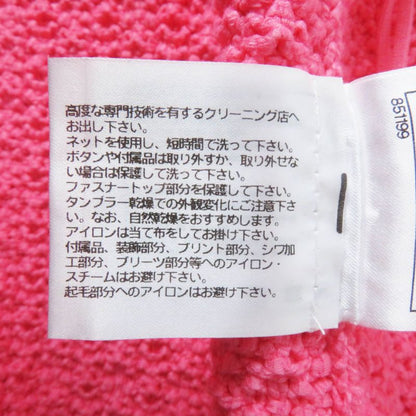 高度な専門技術を有するクリーニング店へ
お出し下さい。
ネットを使用し、短時間で洗って下さい。
ボタンや付属品は取り外すか、取り外せな
い場合は保護して洗って下さい。
ファスナートップ部分を保護して下さい。
タンブラー乾燥での外観変化にご注意下さ
い。なお、自然乾燥をおすすめします。
アイロンは当て布をしてお掛け下さい。
付属品、装飾部分、プリント部分、シワ加
工部分、プリーツ部分等へのアイロン・
スチームはお避け下さい。
起毛部分へのアイロンはお避け下さい。
85199